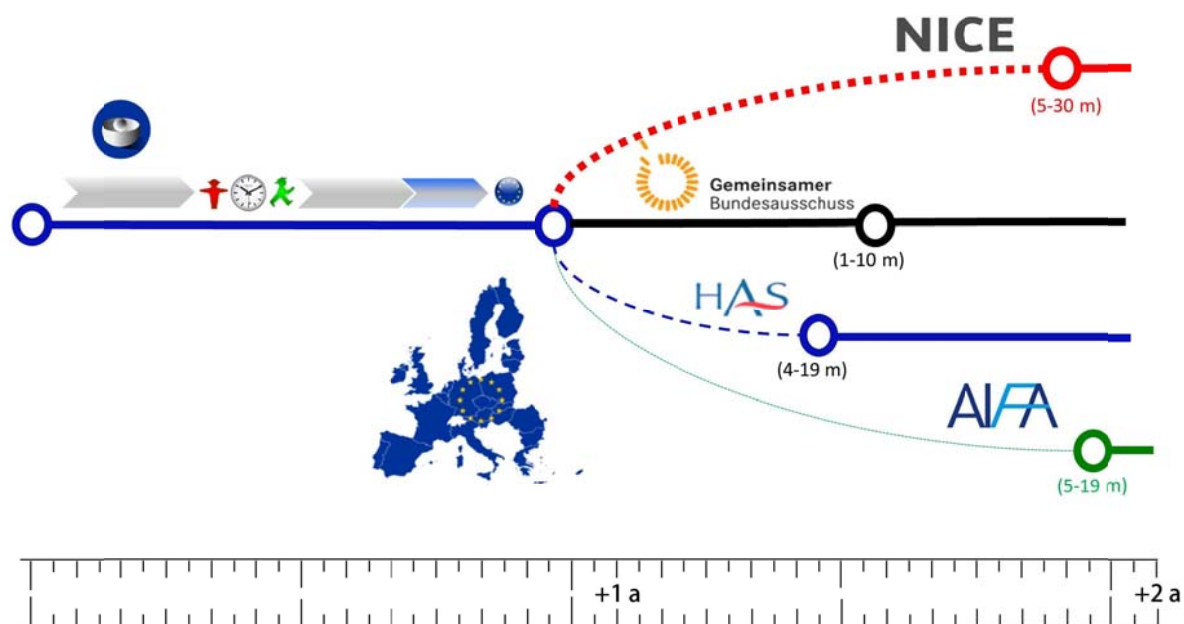 NICE
(5-30 m)
Gemeinsamer
Bundesausschuss
(1-10 m)
HAS
(4-19 m)
AIFA
(5-19 m)
+1 a
+2 a